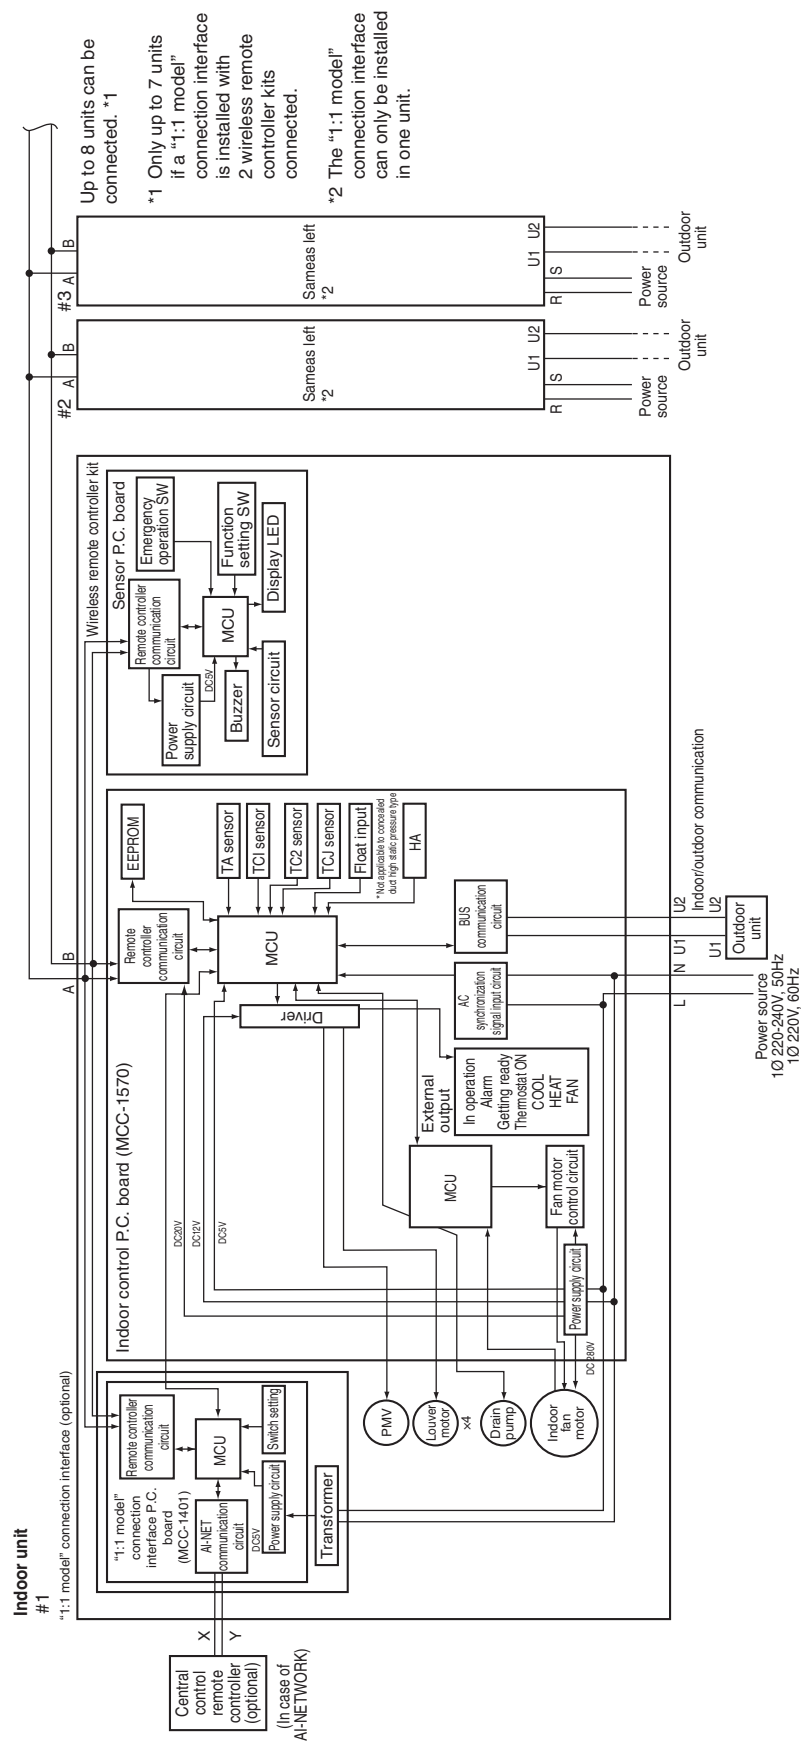 Indoor unit
#1
"1:1 model" connection interface (optional)
Central
control
remote
controller
(optional)
(In case of
AI-NETWORK)
X
Y
"1:1 model"
connection
interface P.C.
board
(MCC-1401)
Remote controller
communication
circuit
MCU
AI-NET
communication
circuit
DC5V
Power supply circuit
Switch setting
Transformer
Indoor control P.C. board (MCC-1570)
DC20V
DC12V
DC5V
A
B
Remote
controller
communication
circuit
EEPROM
MCU
Driver
TA sensor
TCI sensor
TC2 sensor
TCJ sensor
Float input
*Not applicable to concealed
duct high static pressure type
HA
External
output
In operation
Alarm
Getting ready
Thermostat ON
COOL
HEAT
FAN
AC
synchronization
signal input circuit
BUS
communication
circuit
MCU
Fan motor
control circuit
Power supply circuit
DC 280V
PMV
Louver
motor
×4
Drain
pump
Indoor
fan
motor
L
N
U1
U2
Indoor/outdoor communication
U1
U2
Outdoor
unit
Power source
1Ø 220-240V, 50Hz
1Ø 220V, 60Hz
Wireless remote controller kit
Sensor P.C. board
Remote controller
communication
circuit
Emergency
operation SW
Power
supply circuit
DC5V
MCU
Function
setting SW
Buzzer
Display LED
Sensor circuit
#2
A
B
Sameas left
*2
R
S
U1
U2
Power
source
Outdoor
unit
#3
A
B
Sameas left
*2
R
S
U1
U2
Power
source
Outdoor
unit
Up to 8 units can be
connected. *1
*1 Only up to 7 units
if a "1:1 model"
connection interface
is installed with
2 wireless remote
controller kits
connected.
*2 The "1:1 model"
connection interface
can only be installed
in one unit.